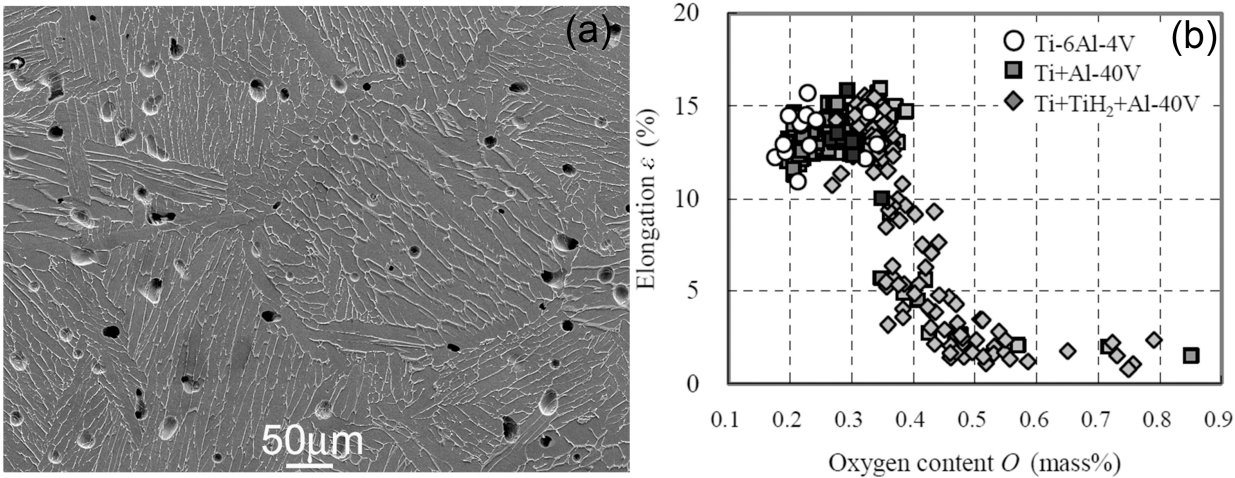 (a)
50μm
(b)
Ti-6Al-4V
Ti+Al-40V
Ti+TiH₂+Al-40V
Elongation ε (%)
20
15
10
5
0
0.1 0.2 0.3 0.4 0.5 0.6 0.7 0.8 0.9
Oxygen content O (mass%)